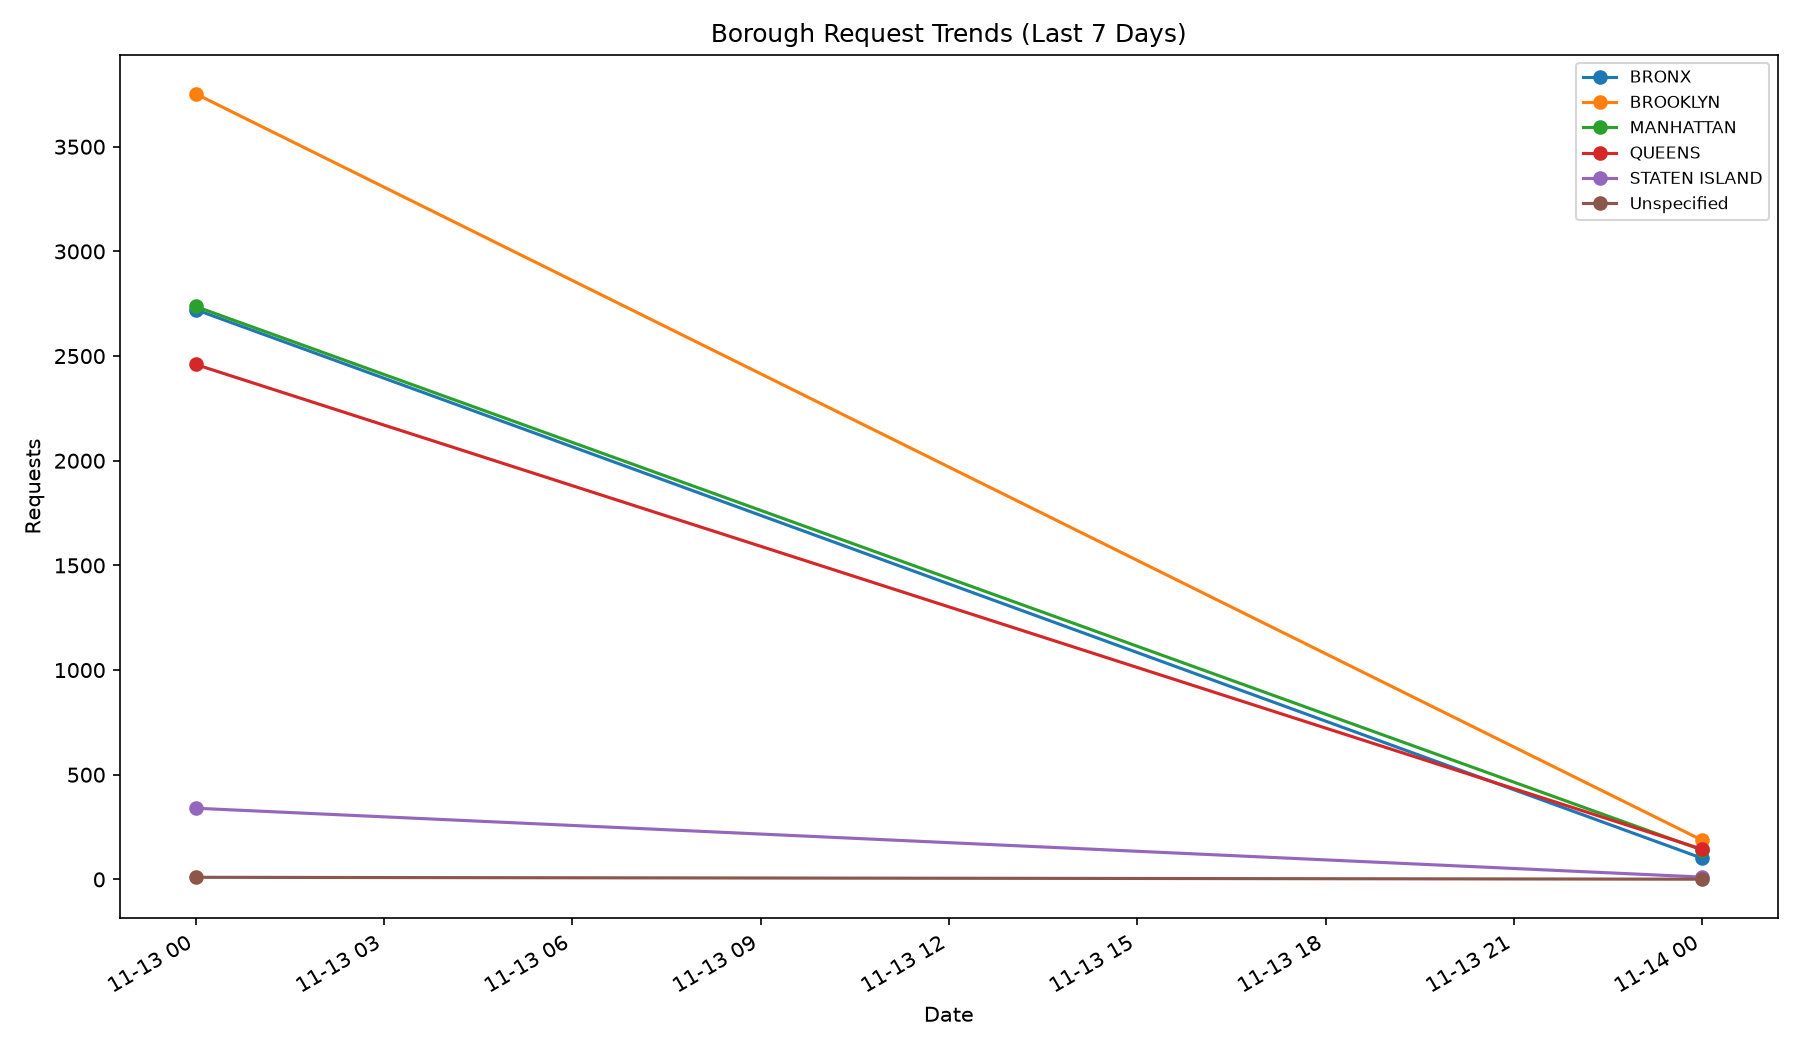 Borough Request Trends (Last 7 Days)
BRONX
BROOKLYN
MANHATTAN
QUEENS
STATEN ISLAND
Unspecified
Requests
3500
3000
2500
2000
1500
1000
500
0
11-13 00
11-13 03
11-13 06
11-13 09
11-13 12
11-13 15
11-13 18
11-13 21
11-14 00
Date